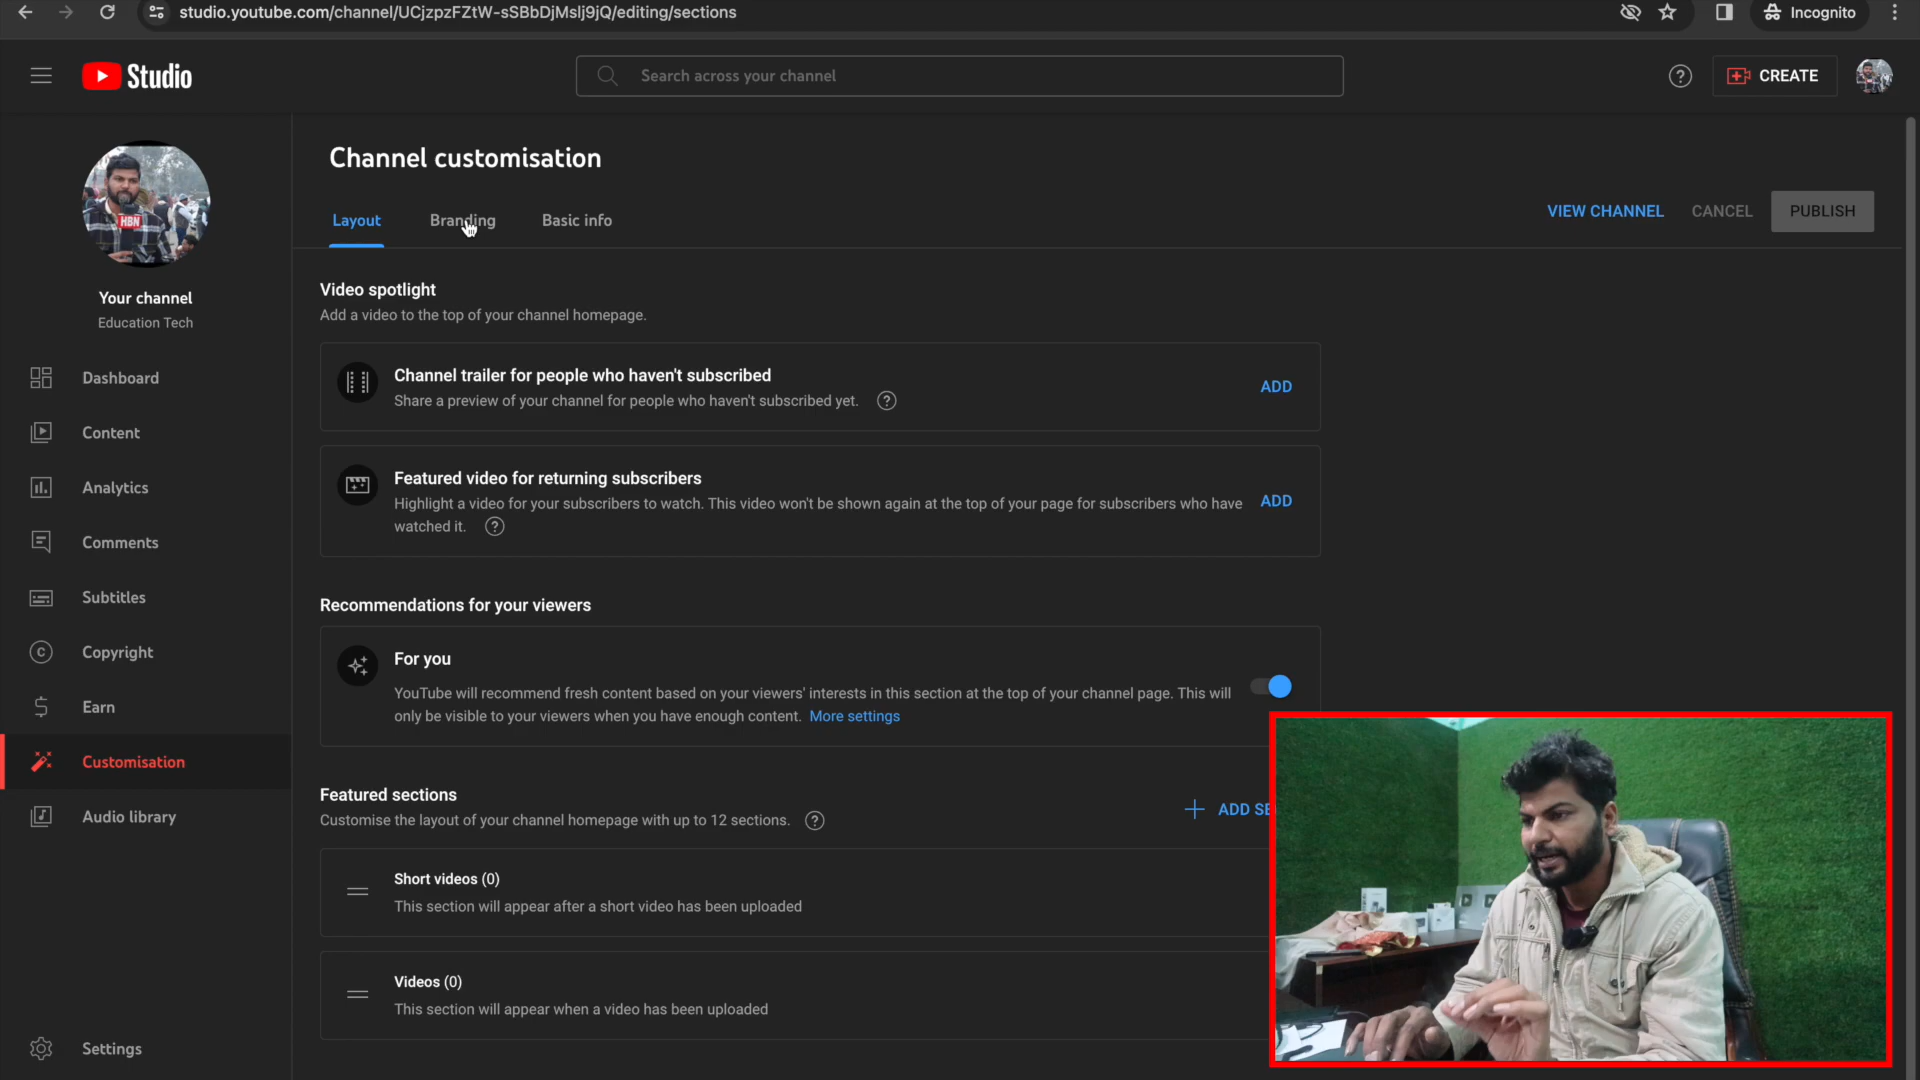 studio.youtube.com/channel/UCjzpzFZtW-sSBbDjMslj9jQ/editing/sections
Incognito
Studio
Search across your channel
CREATE
HBN
Your channel
Education Tech
Dashboard
Content
Analytics
Comments
Subtitles
Copyright
Earn
Customisation
Audio library
Settings
Channel customisation
Layout
Branding
Basic info
VIEW CHANNEL
CANCEL
PUBLISH
Video spotlight
Add a video to the top of your channel homepage.
Channel trailer for people who haven't subscribed
Share a preview of your channel for people who haven't subscribed yet.
ADD
Featured video for returning subscribers
Highlight a video for your subscribers to watch. This video won't be shown again at the top of your page for subscribers who have
watched it.
ADD
Recommendations for your viewers
For you
YouTube will recommend fresh content based on your viewers' interests in this section at the top of your channel page. This will
only be visible to your viewers when you have enough content. More settings
Featured sections
Customise the layout of your channel homepage with up to 12 sections.
ADD SE
Short videos (0)
This section will appear after a short video has been uploaded
Videos (0)
This section will appear when a video has been uploaded